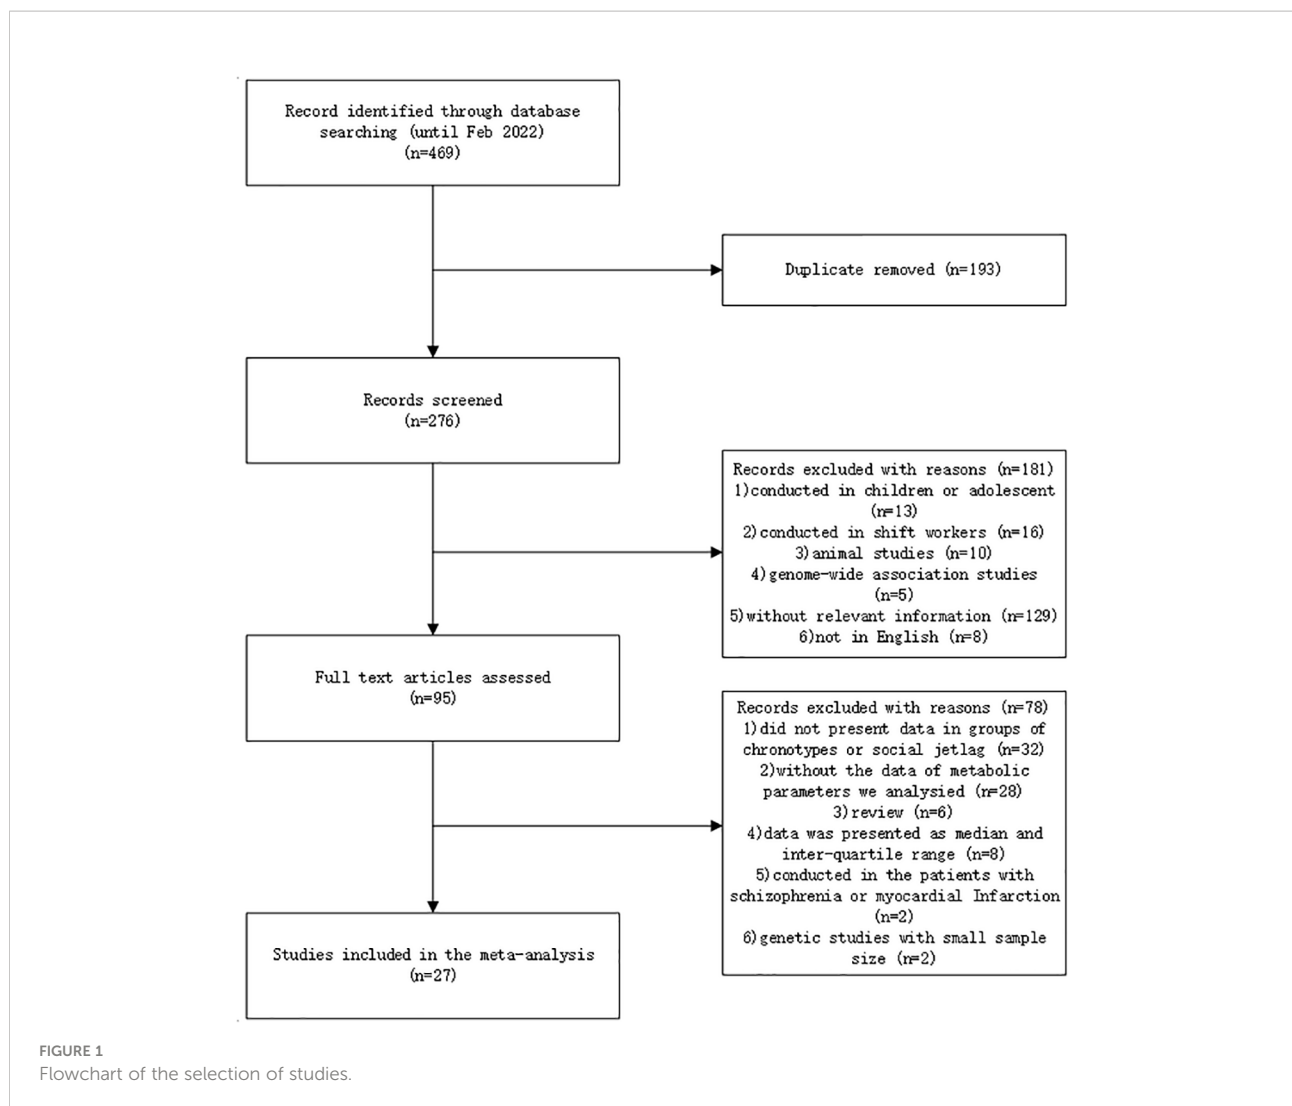 Record identified through database
searching (until Feb 2022)
(n=469)
Duplicate removed (n=193)
Records screened
(n=276)
Records excluded with reasons (n=181)
1)conducted in children or adolescent
(n=13)
2)conducted in shift workers (n=16)
3)animal studies (n=10)
4)genome-wide association studies
(n=5)
5)without relevant information (n=129)
6)not in English (n=8)
Full text articles assessed
(n=95)
Records excluded with reasons (n=78)
1)did not present data in groups of
chronotypes or social jetlag (n=32)
2)without the data of metabolic
parameters we analysied (n=28)
3)review (n=6)
4)data was presented as median and
inter-quartile range (n=8)
5)conducted in the patients with
schizophrenia or myocardial Infarction
(n=2)
6)genetic studies with small sample
size (n=2)
Studies included in the meta-analysis
(n=27)
FIGURE 1
Flowchart of the selection of studies.